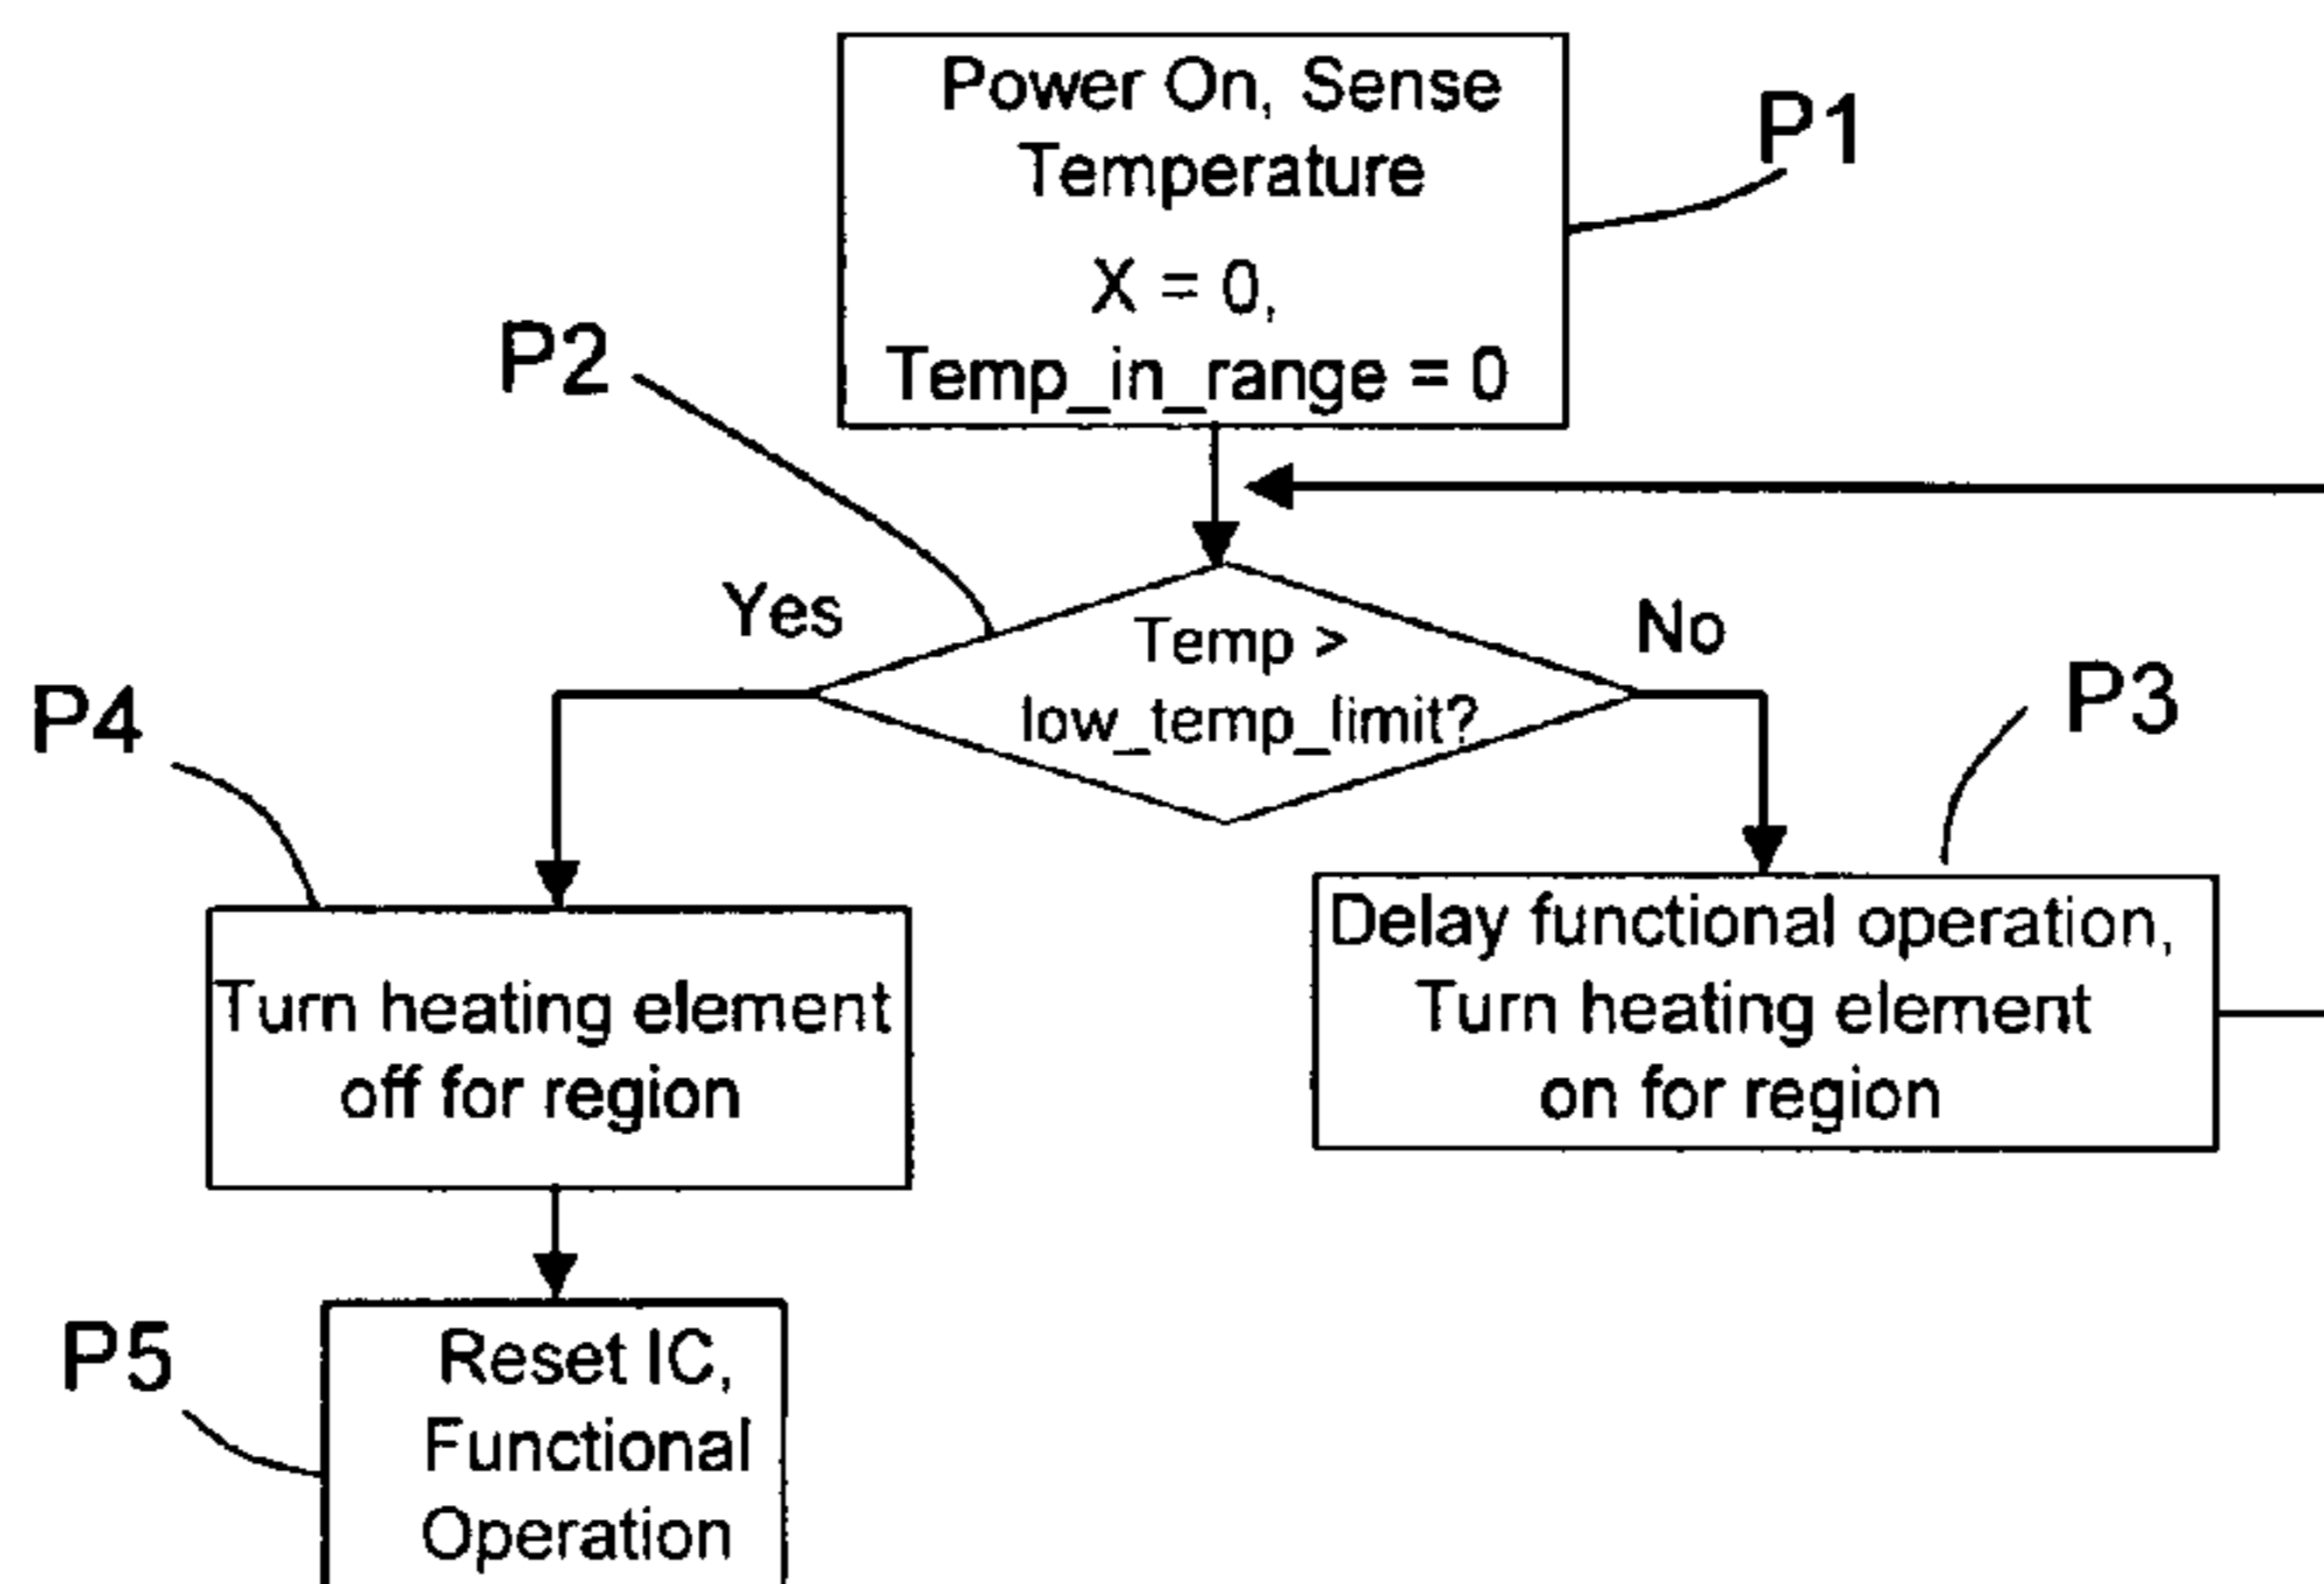 Power On, Sense
Temperature
X = 0,
Temp_in_range = 0
P1
P2
Yes
Temp >
low_temp_limit?
No
P3
P4
Delay functional operation,
Turn heating element
on for region
Turn heating element
off for region
P5
Reset IC,
Functional
Operation